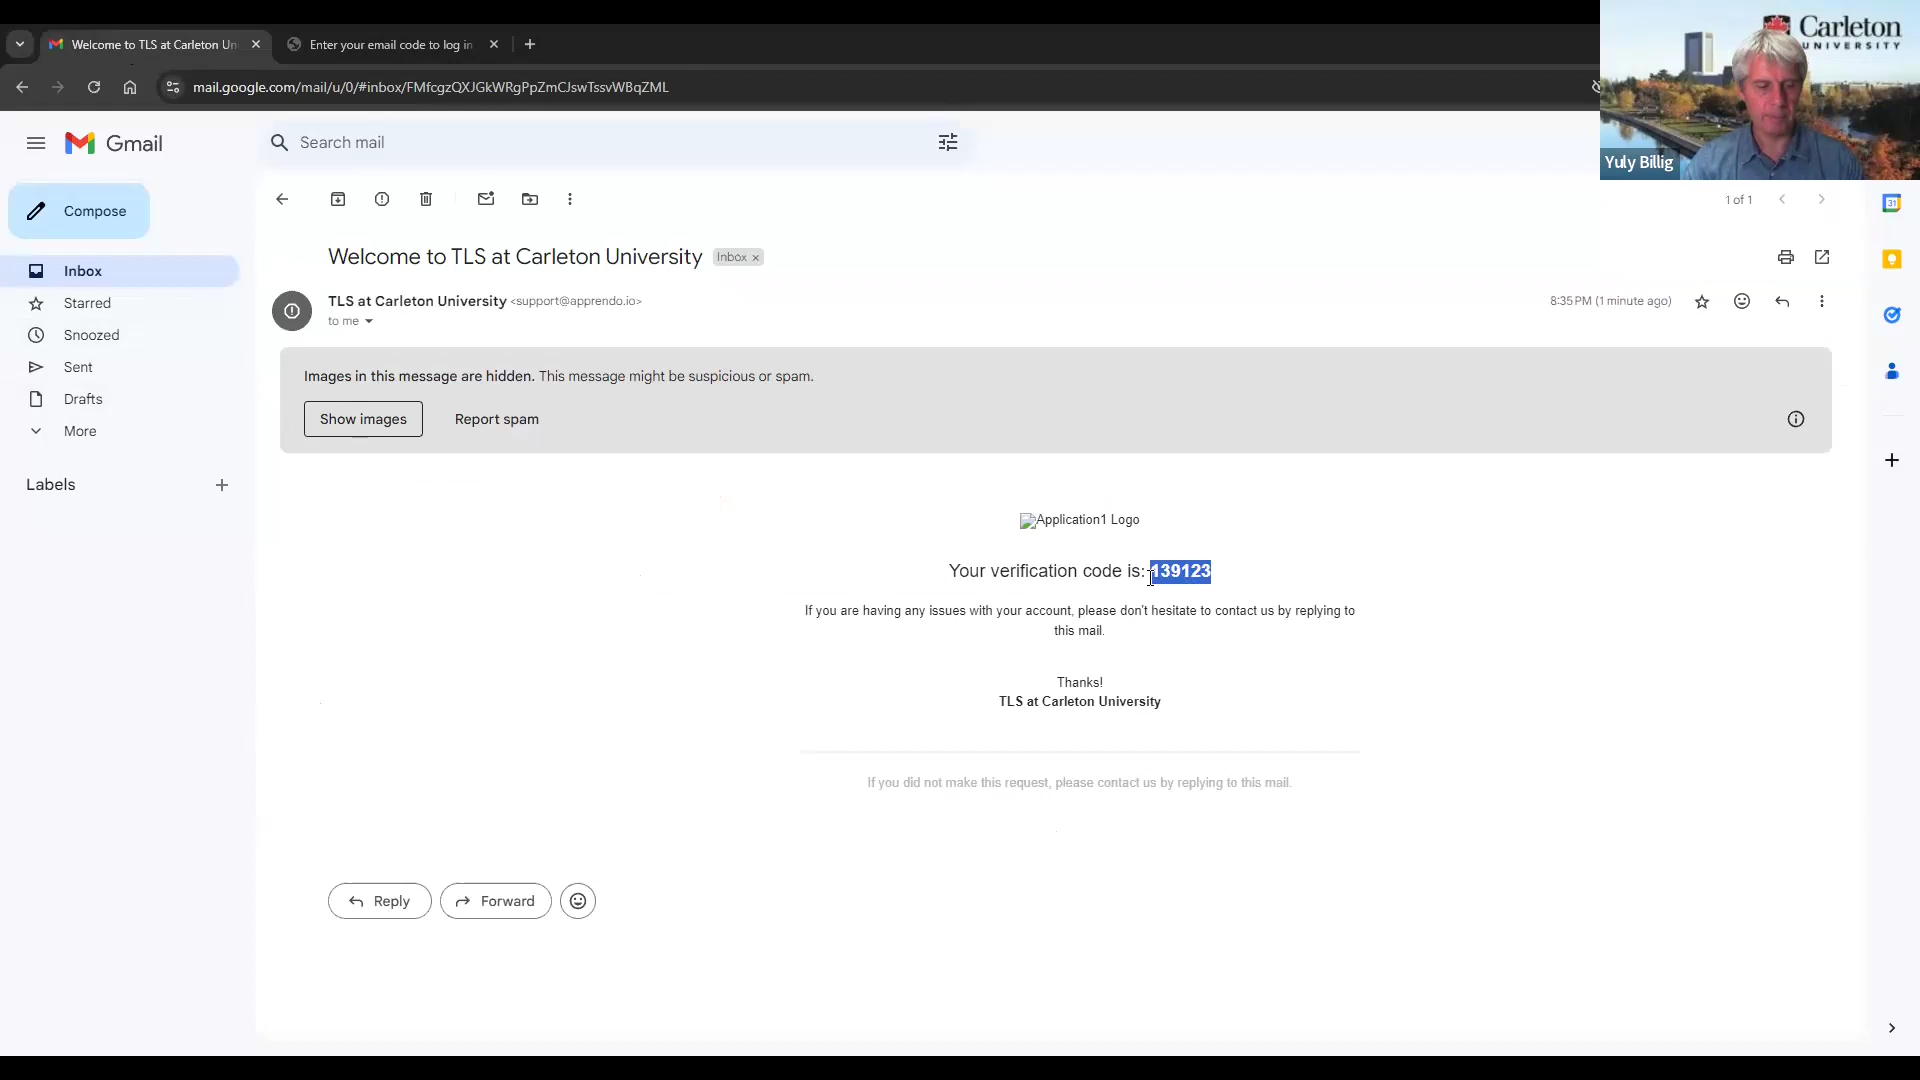 Welcome to TLS at Carleton Un
Enter your email code to log in
mail.google.com/mail/u/0/#inbox/FMfcgzQXJGkWRgPpZmCJswTssvWBqZML
Carleton
UNIVERSITY
Yuly Billig
Gmail
Search mail
Compose
1 of 1
Inbox
Starred
Snoozed
Sent
Drafts
More
Labels
Welcome to TLS at Carleton University
Inbox
TLS at Carleton University <support@apprendo.io>
8:35 PM (1 minute ago)
to me
Images in this message are hidden. This message might be suspicious or spam.
Show images
Report spam
Application1 Logo
Your verification code is: 139123
If you are having any issues with your account, please don't hesitate to contact us by replying to
this mail.
Thanks!
TLS at Carleton University
If you did not make this request, please contact us by replying to this mail.
Reply
Forward
31